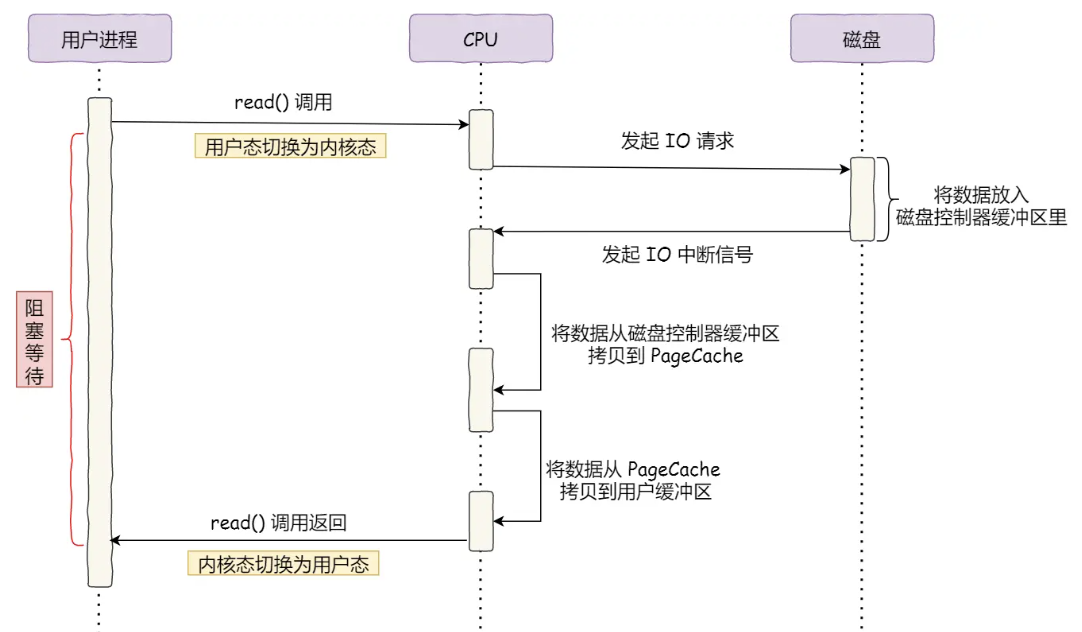 用户进程
CPU
磁盘
read() 调用
用户态切换为内核态
发起 IO 请求
将数据放入
磁盘控制器缓冲区里
发起 IO 中断信号
阻
塞
等
待
将数据从磁盘控制器缓冲区
拷贝到 PageCache
将数据从 PageCache
拷贝到用户缓冲区
read() 调用返回
内核态切换为用户态